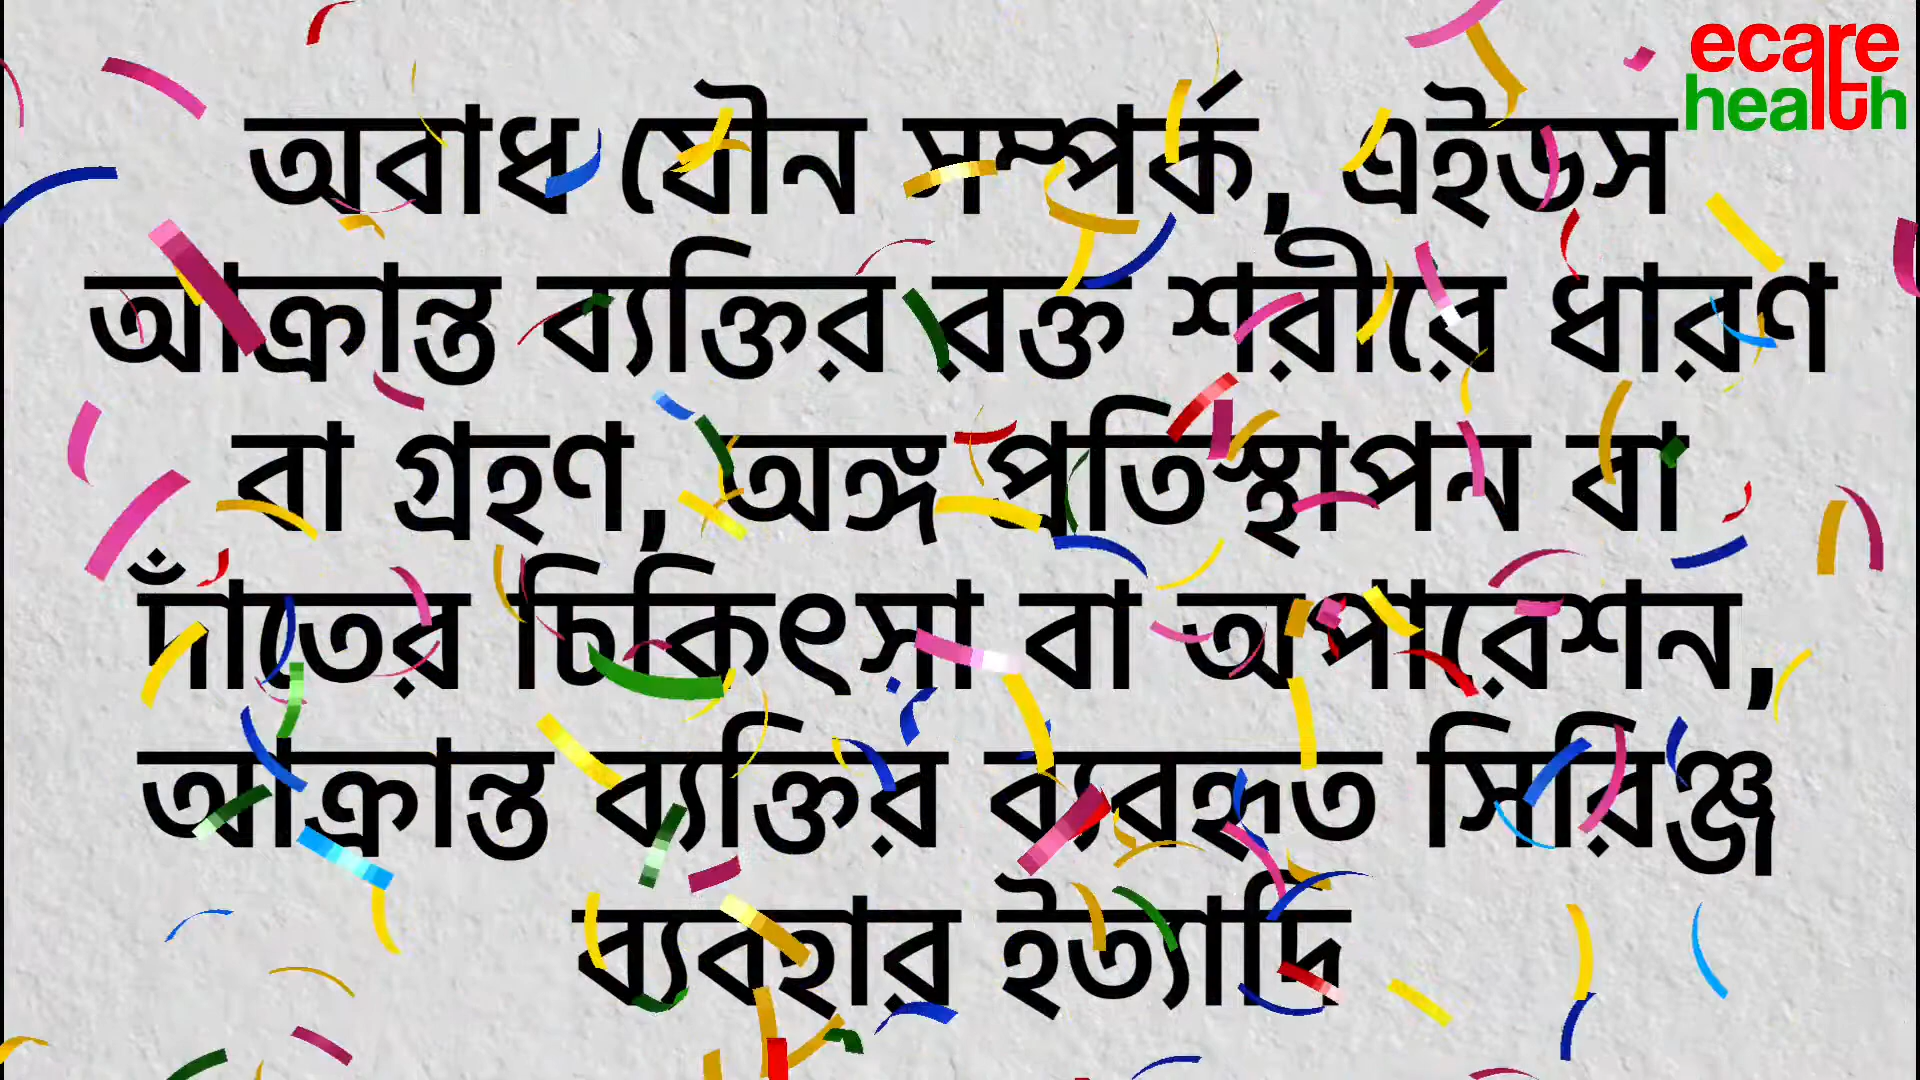 ecare
health
অবাধ যৌন সম্পর্ক, এইডস
আক্রান্ত ব্যক্তির রক্ত শরীরে ধারণ
বা গ্রহণ, অঙ্গ প্রতিস্থাপন বা
দাঁতের চিকিৎসা বা অপারেশন,
আক্রান্ত ব্যক্তির ব্যবহৃত সিরিঞ্জ
ব্যবহার ইত্যাদি